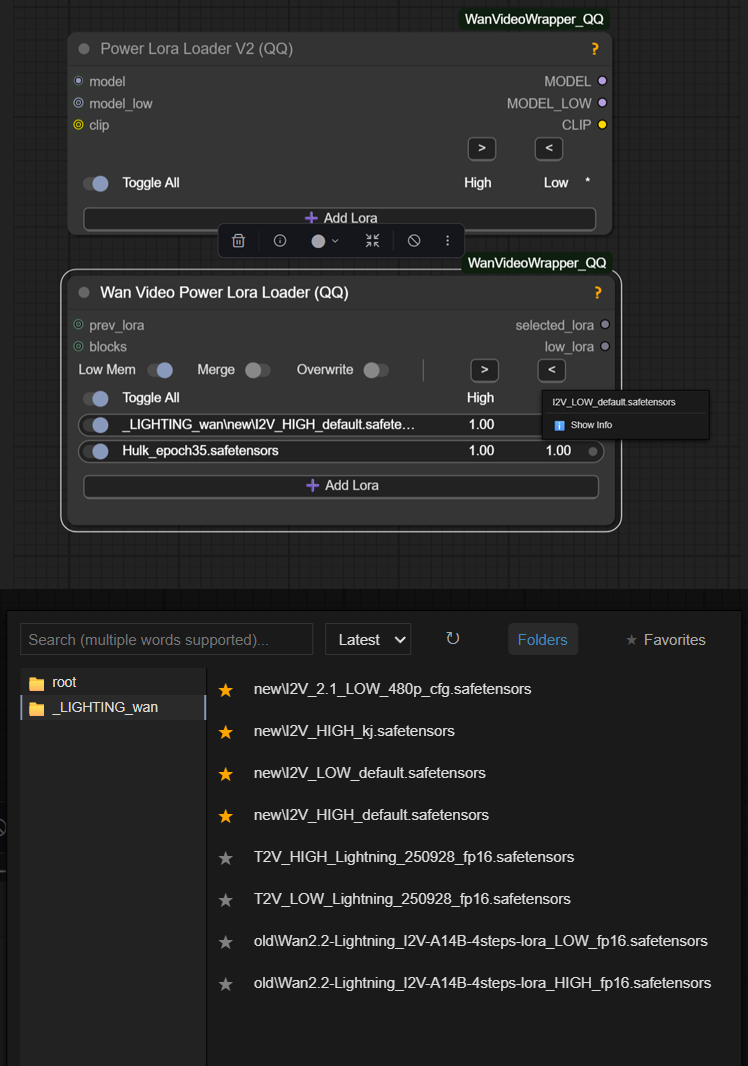 WanVideoWrapper_QQ
Power Lora Loader V2 (QQ) ?
model MODEL
model_low MODEL_LOW
clip CLIP
> <
Toggle All High Low *
+ Add Lora
WanVideoWrapper_QQ
Wan Video Power Lora Loader (QQ) ?
prev_lora selected_lora
blocks low_lora
Low Mem Merge Overwrite > <
Toggle All High
I2V_LOW_default.safetensors
_LIGHTING_wan\new\I2V_HIGH_default.safete... 1.00
i Show Info
Hulk_epoch35.safetensors 1.00 1.00
+ Add Lora
Search (multiple words supported)... Latest Folders ★ Favorites
root
_LIGHTING_wan
new\I2V_2.1_LOW_480p_cfg.safetensors
new\I2V_HIGH_kj.safetensors
new\I2V_LOW_default.safetensors
new\I2V_HIGH_default.safetensors
T2V_HIGH_Lightning_250928_fp16.safetensors
T2V_LOW_Lightning_250928_fp16.safetensors
old\Wan2.2-Lightning_I2V-A14B-4steps-lora_LOW_fp16.safetensors
old\Wan2.2-Lightning_I2V-A14B-4steps-lora_HIGH_fp16.safetensors